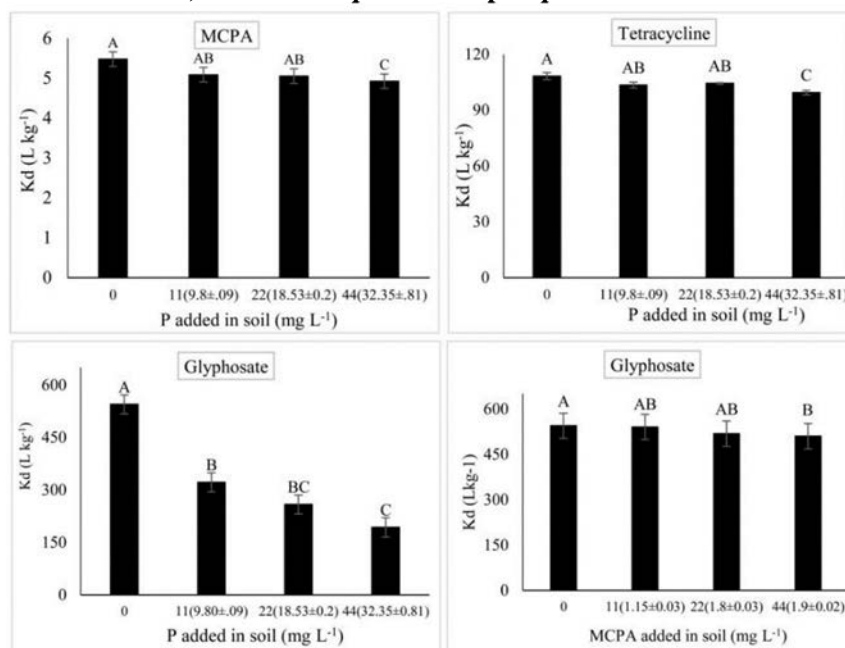 MCPA
Kd (L kg⁻¹)
6
5
4
3
2
1
0
A
AB
AB
C
0
11(9.8±.09)
22(18.53±0.2)
44(32.35±.81)
P added in soil (mg L⁻¹)
Tetracycline
Kd (L kg⁻¹)
120
90
60
30
0
A
AB
AB
C
0
11(9.8±.09)
22(18.53±0.2)
44(32.35±.81)
P added in soil (mg L⁻¹)
Glyphosate
Kd (L kg⁻¹)
600
450
300
150
0
A
B
BC
C
0
11(9.80±.09)
22(18.53±0.2)
44(32.35±0.81)
P added in soil (mg L⁻¹)
Glyphosate
Kd (Lkg-1)
600
450
300
150
0
A
AB
AB
B
0
11(1.15±0.03)
22(1.8±0.03)
44(1.9±0.02)
MCPA added in soil (mg L⁻¹)